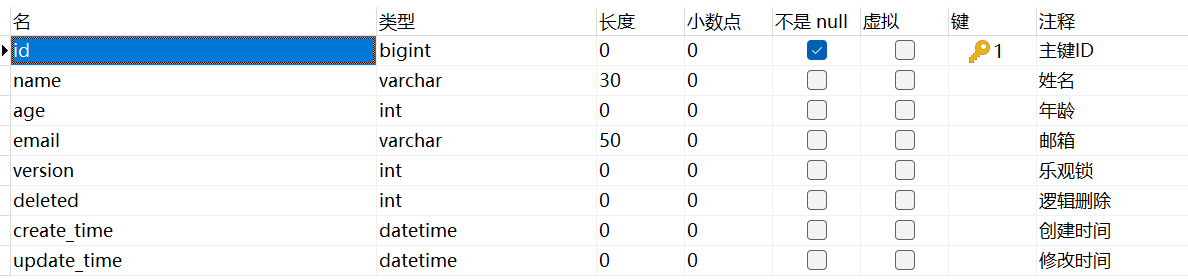 名 类型 长度 小数点 不是 null 虚拟 键 注释
id bigint 0 0 1 主键ID
name varchar 30 0 姓名
age int 0 0 年龄
email varchar 50 0 邮箱
version int 0 0 乐观锁
deleted int 0 0 逻辑删除
create_time datetime 0 0 创建时间
update_time datetime 0 0 修改时间